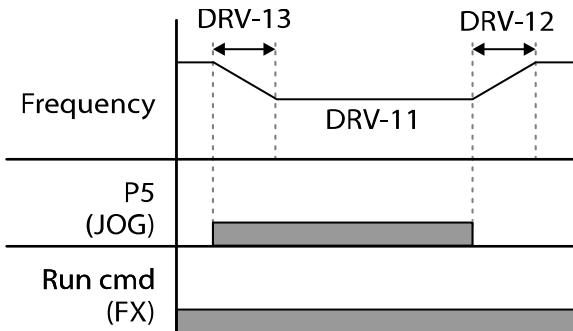 DRV-13
DRV-12
Frequency
DRV-11
P5
(JOG)
Run cmd
(FX)